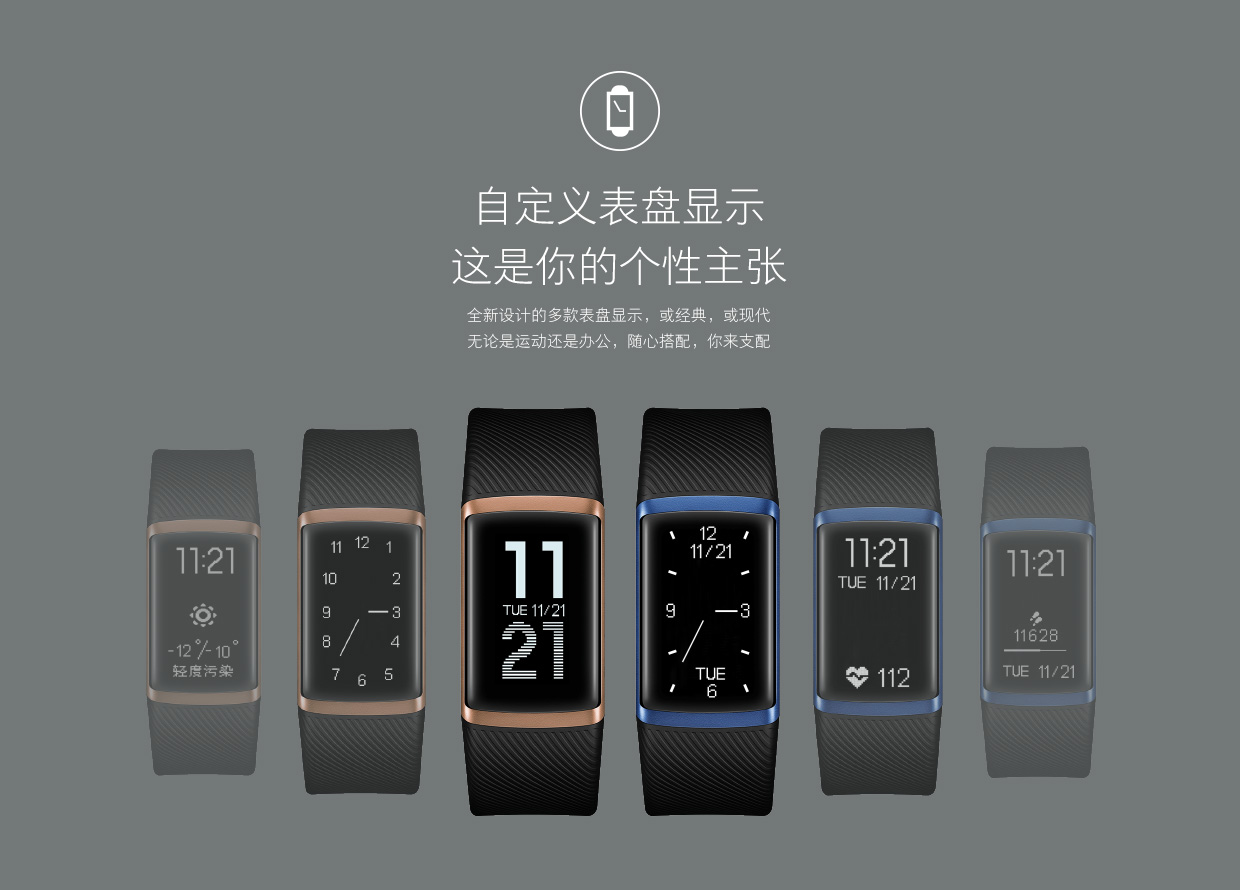 自定义表盘显示
这是你的个性主张
全新设计的多款表盘显示，或经典，或现代
无论是运动还是办公，随心搭配，你来支配
11:21
-12°/-10°
轻度污染
11 12 1
10 2
9 3
8 4
7 6 5
11
TUE 11/21
21
12
11/21
9 3
TUE
6
11:21
TUE 11/21
112
11:21
11628
TUE 11/21